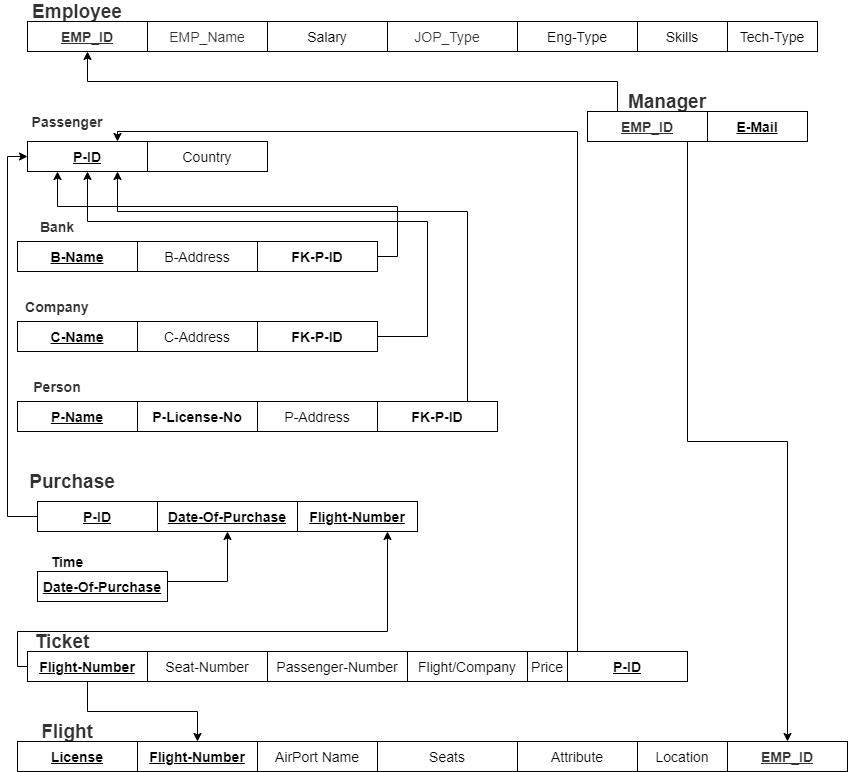 Employee
EMP_ID EMP_Name Salary JOP_Type Eng-Type Skills Tech-Type
Manager
EMP_ID E-Mail
Passenger
P-ID Country
Bank
B-Name B-Address FK-P-ID
Company
C-Name C-Address FK-P-ID
Person
P-Name P-License-No P-Address FK-P-ID
Purchase
P-ID Date-Of-Purchase Flight-Number
Time
Date-Of-Purchase
Ticket
Flight-Number Seat-Number Passenger-Number Flight/Company Price P-ID
Flight
License Flight-Number AirPort Name Seats Attribute Location EMP_ID